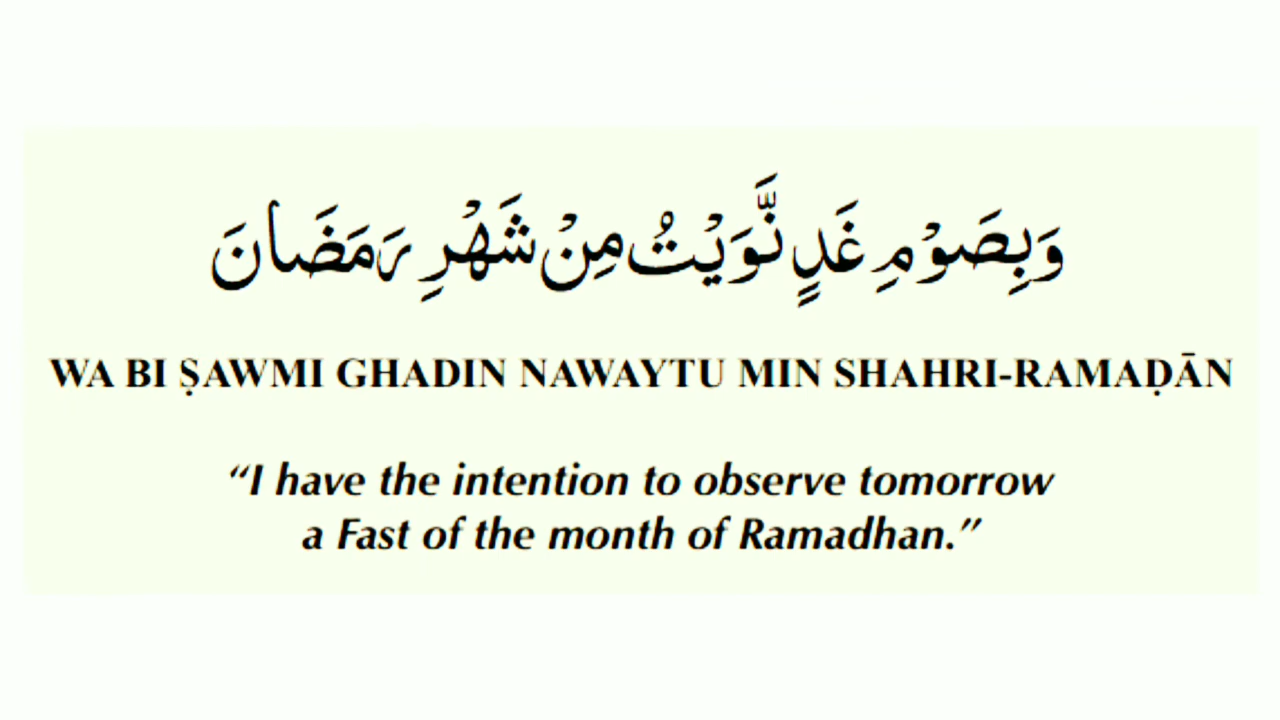 وَبِصَوْمِ غَدٍ نَّوَيْتُ مِنْ شَهْرِ رَمَضَانَ
WA BI ṢAWMI GHADIN NAWAYTU MIN SHAHRI-RAMAḌĀN
“I have the intention to observe tomorrow
a Fast of the month of Ramadhan.”